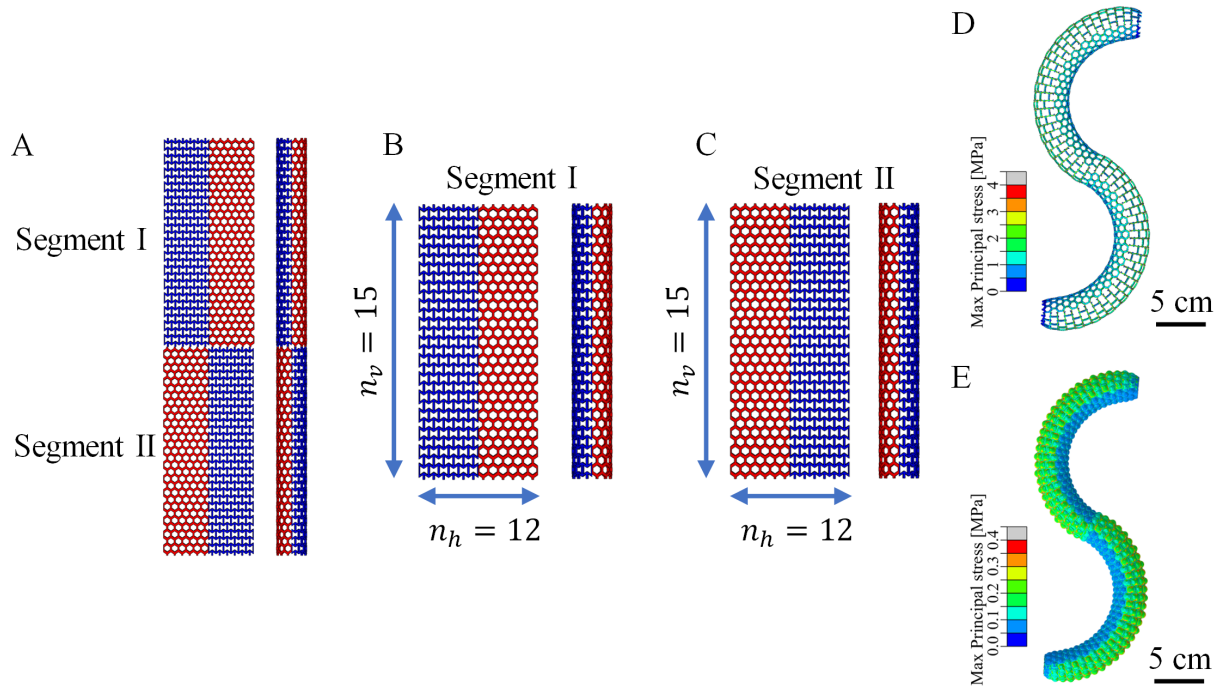 A
Segment I
Segment II
B
Segment I
n_v = 15
n_h = 12
C
Segment II
n_v = 15
n_h = 12
D
Max Principal stress [MPa]
4
3
2
1
0
5 cm
E
Max Principal stress [MPa]
0.4
0.3
0.2
0.1
0.0
5 cm